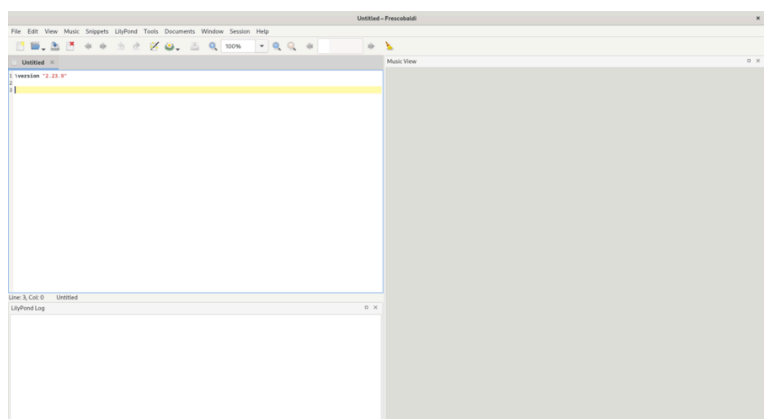 Untitled – Frescobaldi
File Edit View Music Snippets LilyPond Tools Documents Window Session Help
100%
Untitled
Music View
1 \version "2.23.9"
2
3
Line: 3, Col: 0 Untitled
LilyPond Log